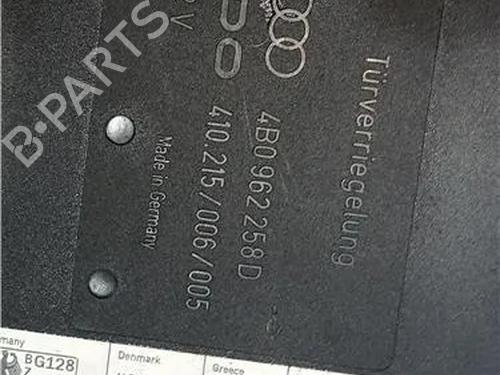 Türverriegelung
4B0 962 258 D
410.215/006/005
Made in Germany
V
B-PARTS
BG128
Denmark
Greece